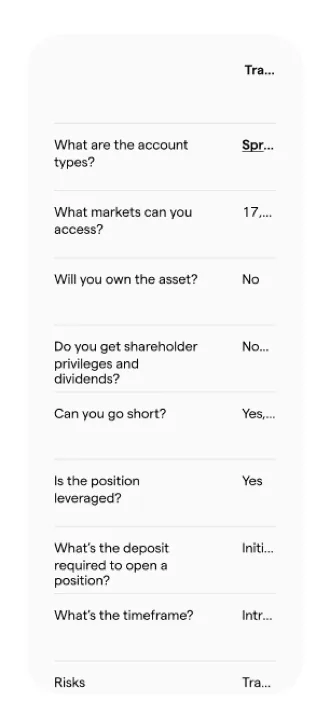 Tra...
What are the account
types?
Spr...
What markets can you
access?
17,...
Will you own the asset?
No
Do you get shareholder
privileges and
dividends?
No...
Can you go short?
Yes,...
Is the position
leveraged?
Yes
What's the deposit
required to open a
position?
Initi...
What's the timeframe?
Intr...
Risks
Tra...